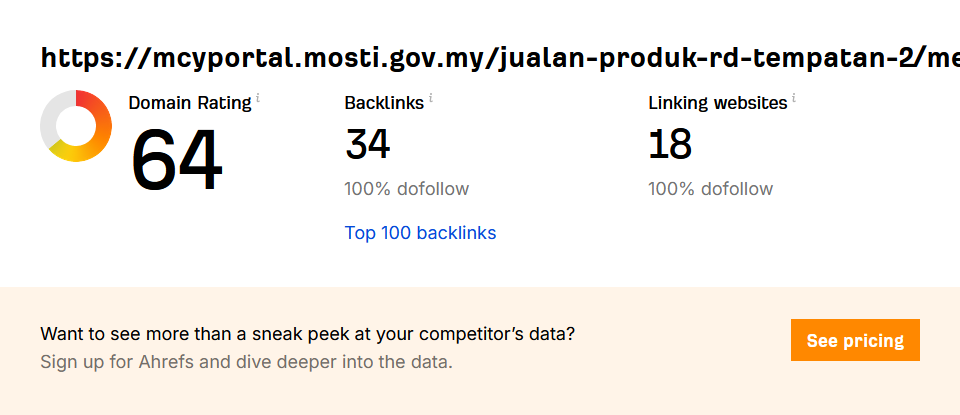 https://mcyportal.mosti.gov.my/jualan-produk-rd-tempatan-2/me
Domain Rating i
64
Backlinks i
34
100% dofollow
Top 100 backlinks
Linking websites i
18
100% dofollow
Want to see more than a sneak peek at your competitor’s data?
Sign up for Ahrefs and dive deeper into the data.
See pricing